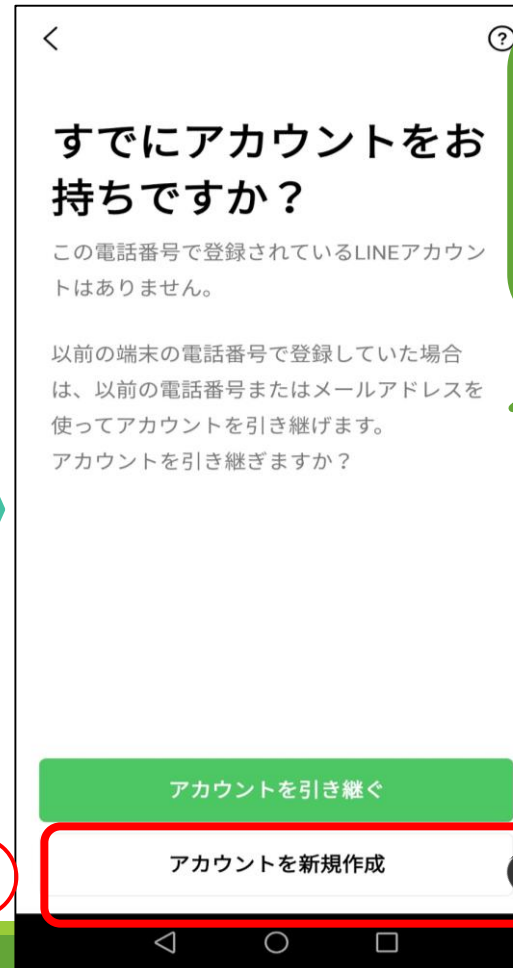 ?
すでにアカウントをお
持ちですか？
この電話番号で登録されているLINEアカウン
トはありません。
以前の端末の電話番号で登録していた場合
は、以前の電話番号またはメールアドレスを
使ってアカウントを引き継げます。
アカウントを引き継ぎますか？
アカウントを引き継ぐ
アカウントを新規作成